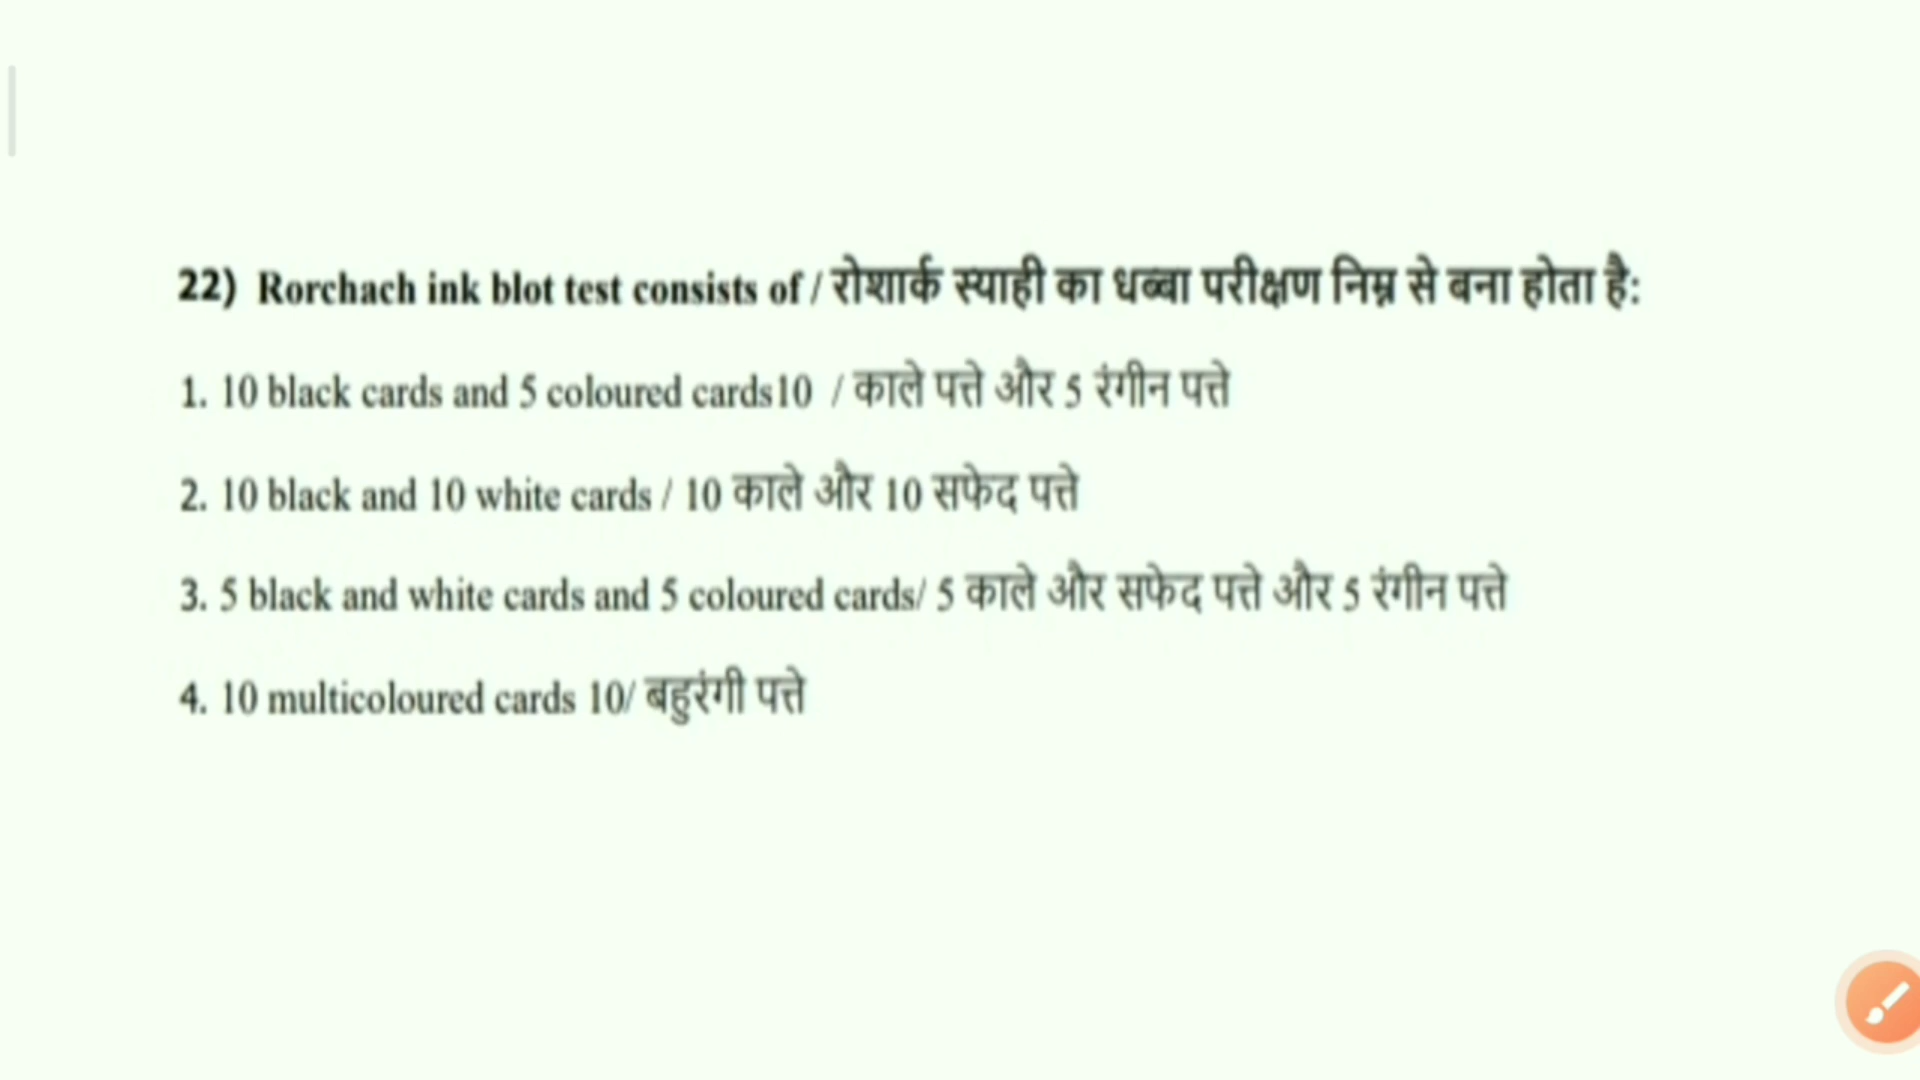 22) Rorchach ink blot test consists of / रोशार्क स्याही का धब्बा परीक्षण निम्न से बना होता है:
1. 10 black cards and 5 coloured cards10 / काले पत्ते और 5 रंगीन पत्ते
2. 10 black and 10 white cards / 10 काले और 10 सफेद पत्ते
3. 5 black and white cards and 5 coloured cards/ 5 काले और सफेद पत्ते और 5 रंगीन पत्ते
4. 10 multicoloured cards 10/ बहुरंगी पत्ते